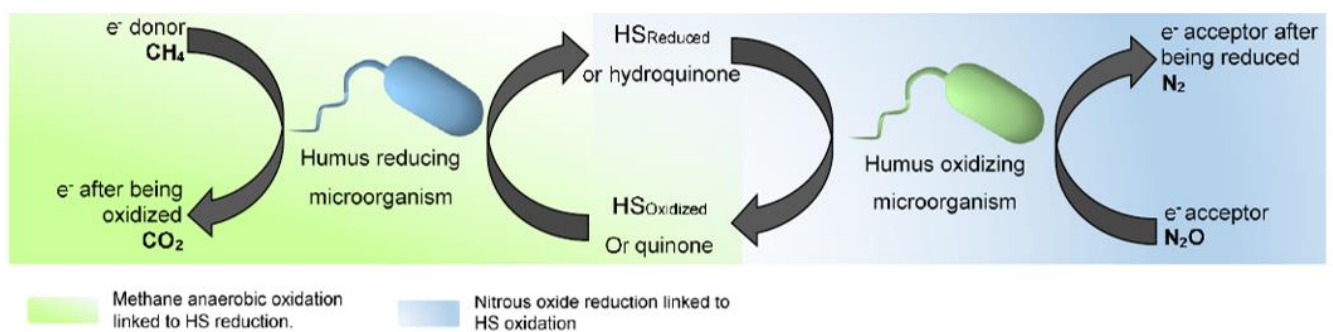 e- donor
CH4
Humus reducing
microorganism
e- after being
oxidized
CO2
HSReduced
or hydroquinone
HSOxidized
Or quinone
Humus oxidizing
microorganism
e- acceptor after
being reduced
N2
e- acceptor
N2O
Methane anaerobic oxidation
linked to HS reduction.
Nitrous oxide reduction linked to
HS oxidation